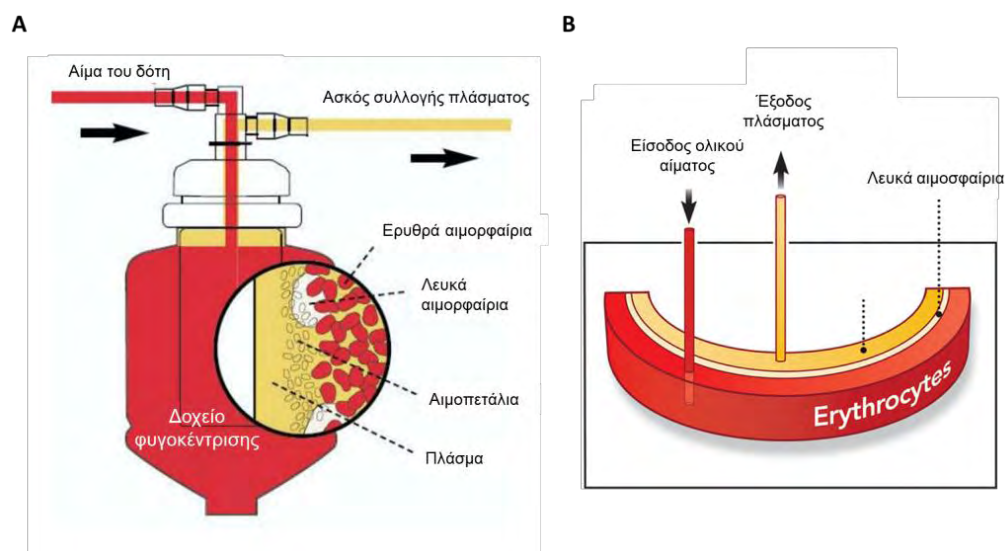 A
Αίμα του δότη
Ασκός συλλογής πλάσματος
Ερυθρά αιμορφαίρια
Λευκά
αιμορφαίρια
Αιμοπετάλια
Πλάσμα
Δοχείο
φυγοκέντρισης
B
Έξοδος
πλάσματος
Είσοδος ολικού
αίματος
Λευκά αιμοσφαίρια
Erythrocytes